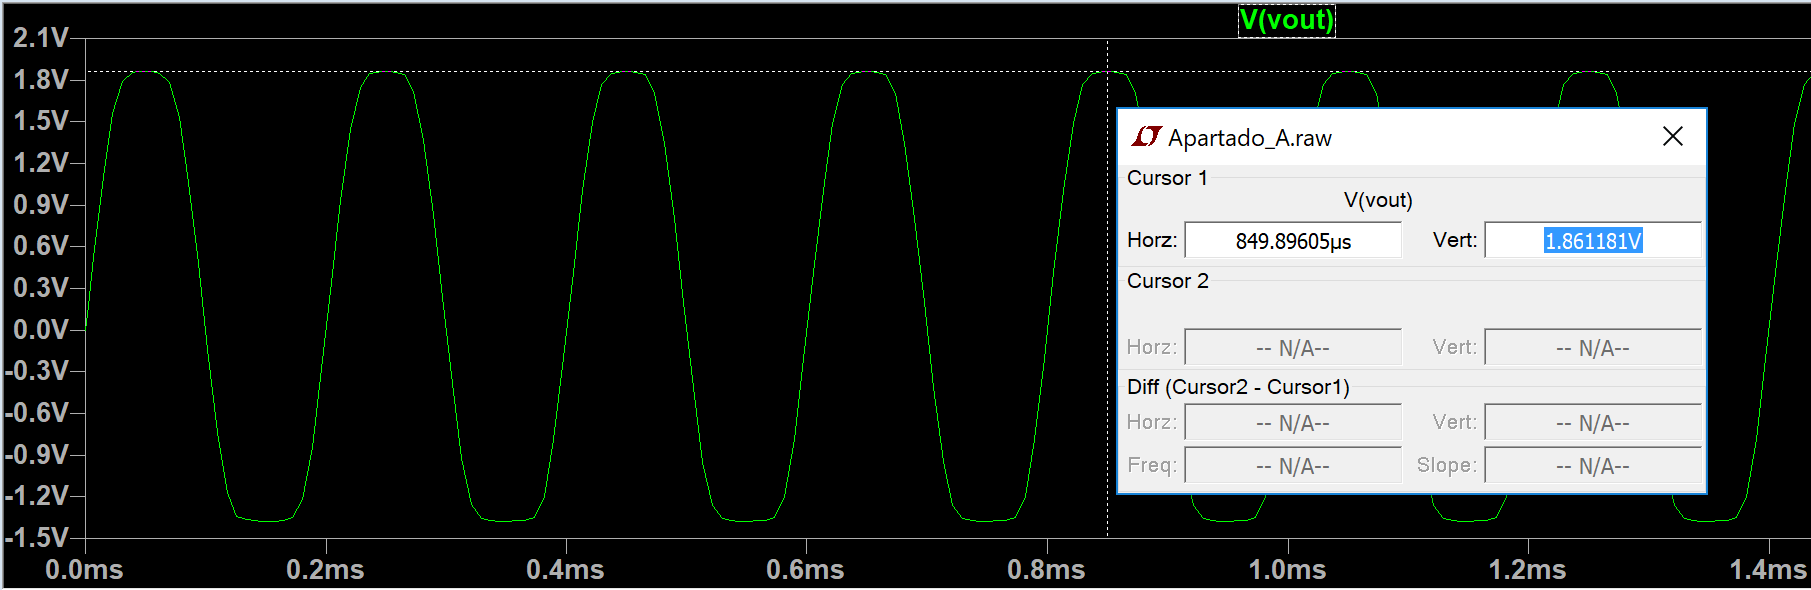 V(vout)
2.1V
1.8V
1.5V
1.2V
0.9V
0.6V
0.3V
0.0V
-0.3V
-0.6V
-0.9V
-1.2V
-1.5V
0.0ms 0.2ms 0.4ms 0.6ms 0.8ms 1.0ms 1.2ms 1.4ms
Apartado_A.raw
Cursor 1
V(vout)
Horz: 849.89605µs Vert: 1.861181V
Cursor 2
Horz: -- N/A-- Vert: -- N/A--
Diff (Cursor2 - Cursor1)
Horz: -- N/A-- Vert: -- N/A--
Freq: -- N/A-- Slope: -- N/A--